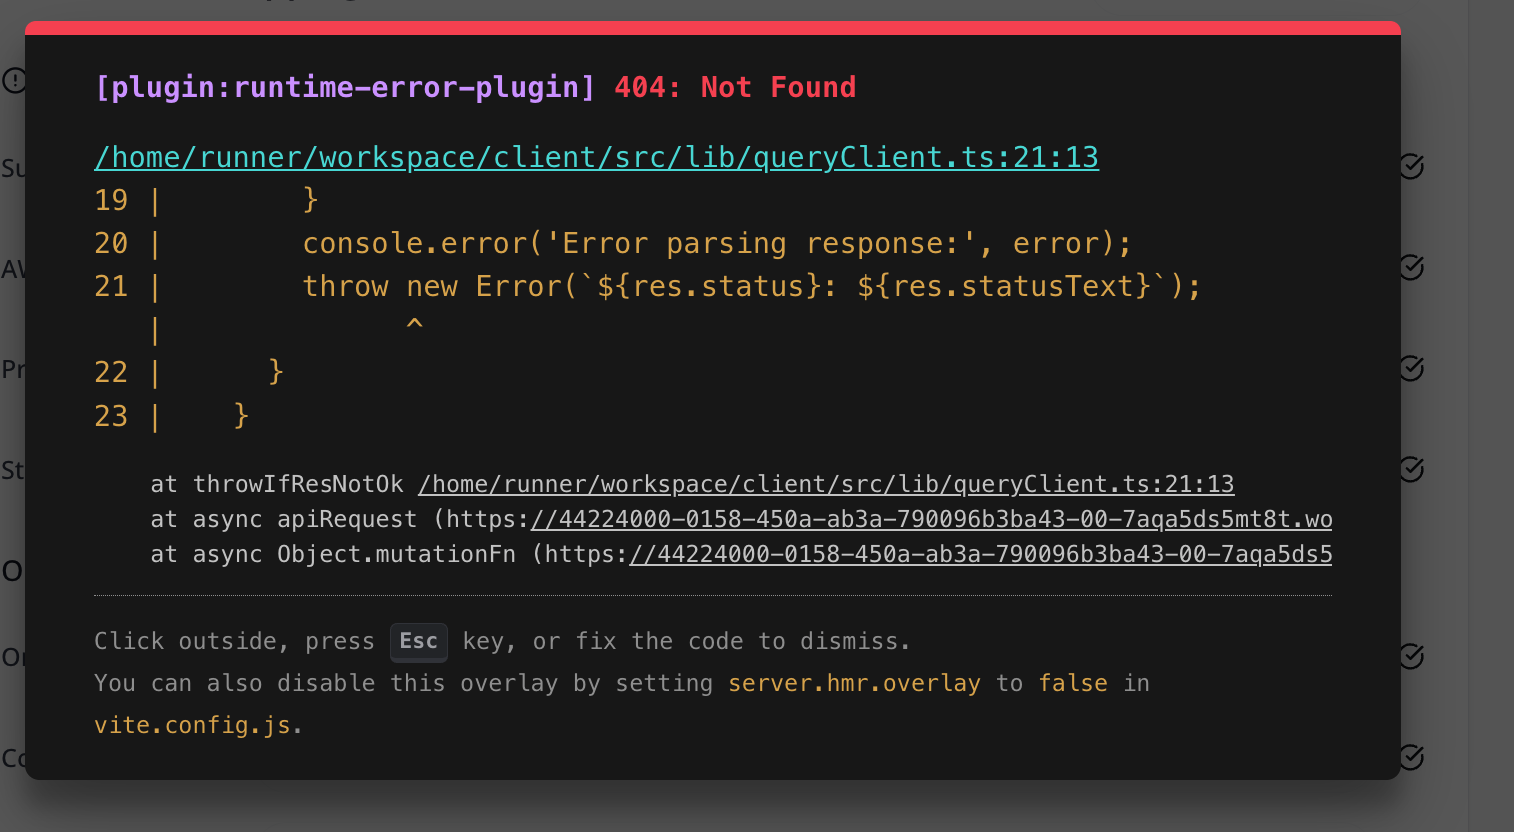 [plugin:runtime-error-plugin] 404: Not Found
/home/runner/workspace/client/src/lib/queryClient.ts:21:13
19 |        }
20 |        console.error('Error parsing response:', error);
21 |        throw new Error(`${res.status}: ${res.statusText}`);
   |              ^
22 |      }
23 |    }
at throwIfResNotOk /home/runner/workspace/client/src/lib/queryClient.ts:21:13
at async apiRequest (https://44224000-0158-450a-ab3a-790096b3ba43-00-7aqa5ds5mt8t.wo
at async Object.mutationFn (https://44224000-0158-450a-ab3a-790096b3ba43-00-7aqa5ds5
Click outside, press Esc key, or fix the code to dismiss.
You can also disable this overlay by setting server.hmr.overlay to false in
vite.config.js.
Su
Pr
St